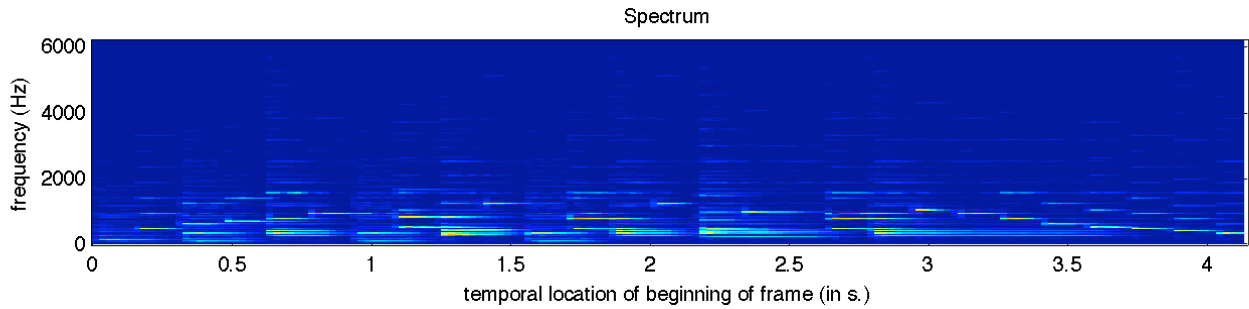 Spectrum
6000
4000
2000
0
frequency (Hz)
0 0.5 1 1.5 2 2.5 3 3.5 4
temporal location of beginning of frame (in s.)